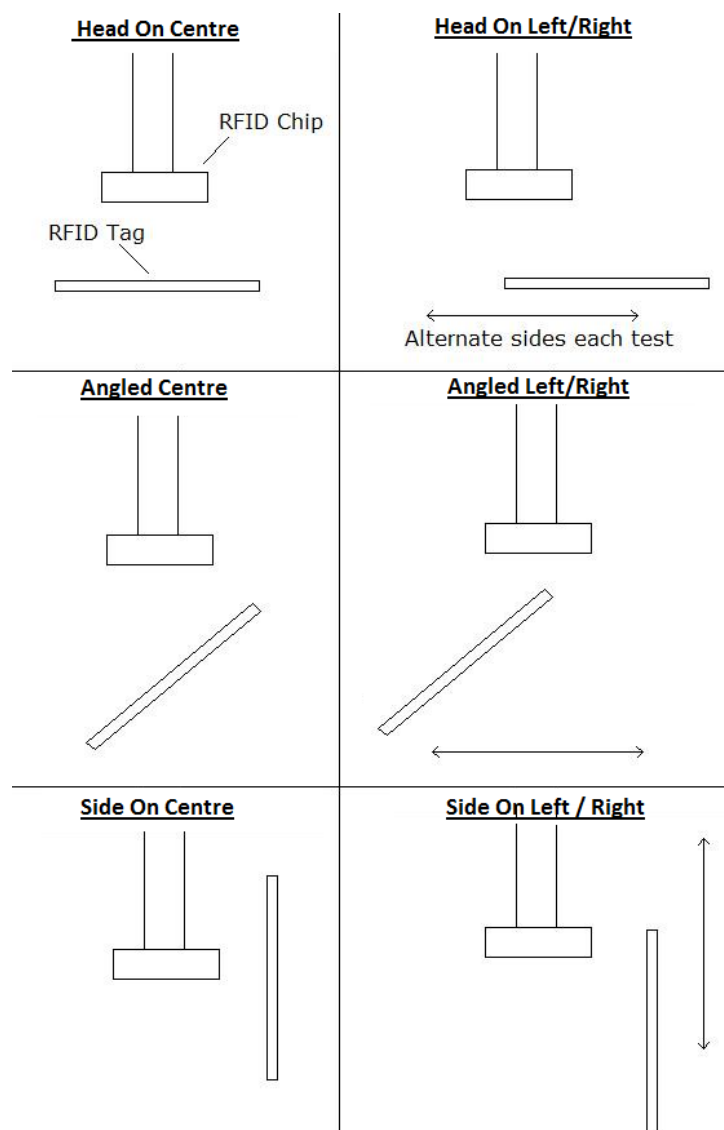 Head On Centre
Head On Left/Right
RFID Chip
RFID Tag
Alternate sides each test
Angled Centre
Angled Left/Right
Side On Centre
Side On Left / Right